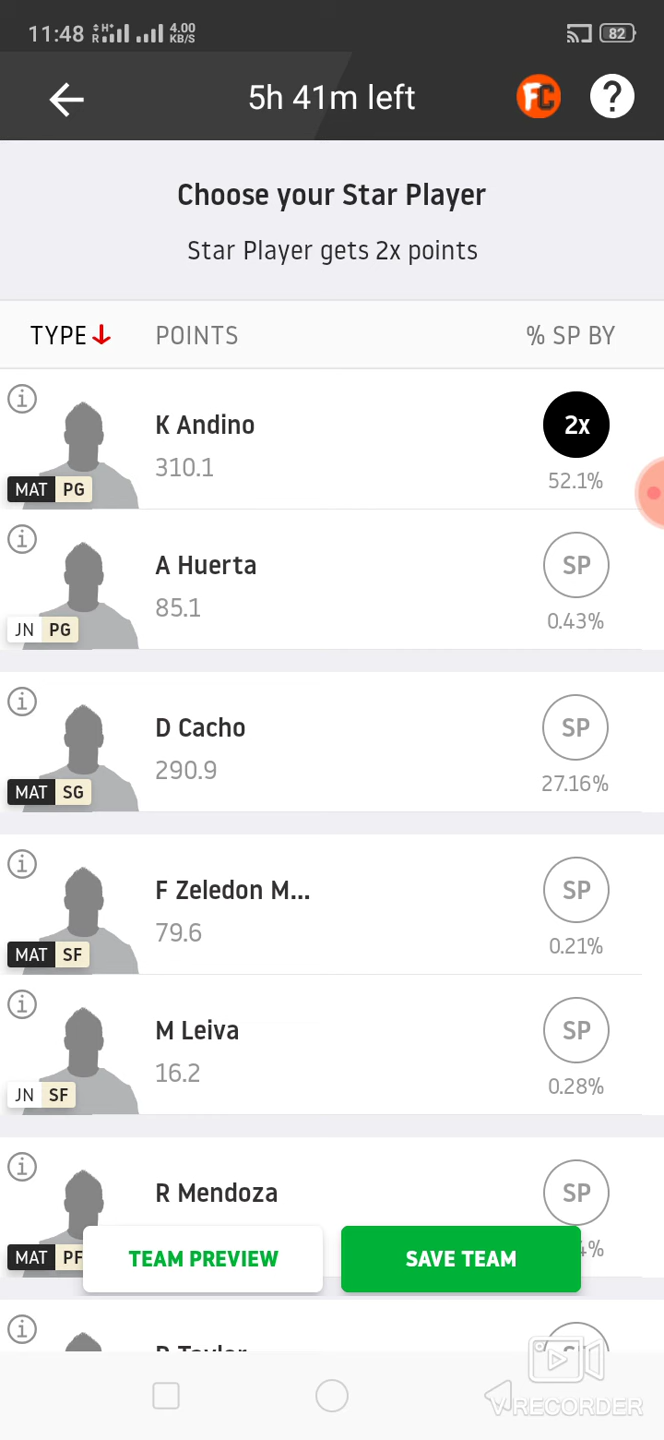 11:48 R H+ 4.00 KB/S 82
5h 41m left FC ?
Choose your Star Player
Star Player gets 2x points
TYPE POINTS % SP BY
K Andino
310.1
2x
52.1%
MAT PG
A Huerta
85.1
SP
0.43%
JN PG
D Cacho
290.9
SP
27.16%
MAT SG
F Zeledon M...
79.6
SP
0.21%
MAT SF
M Leiva
16.2
SP
0.28%
JN SF
R Mendoza
SP
4%
MAT PF
TEAM PREVIEW
SAVE TEAM
VRECORDER